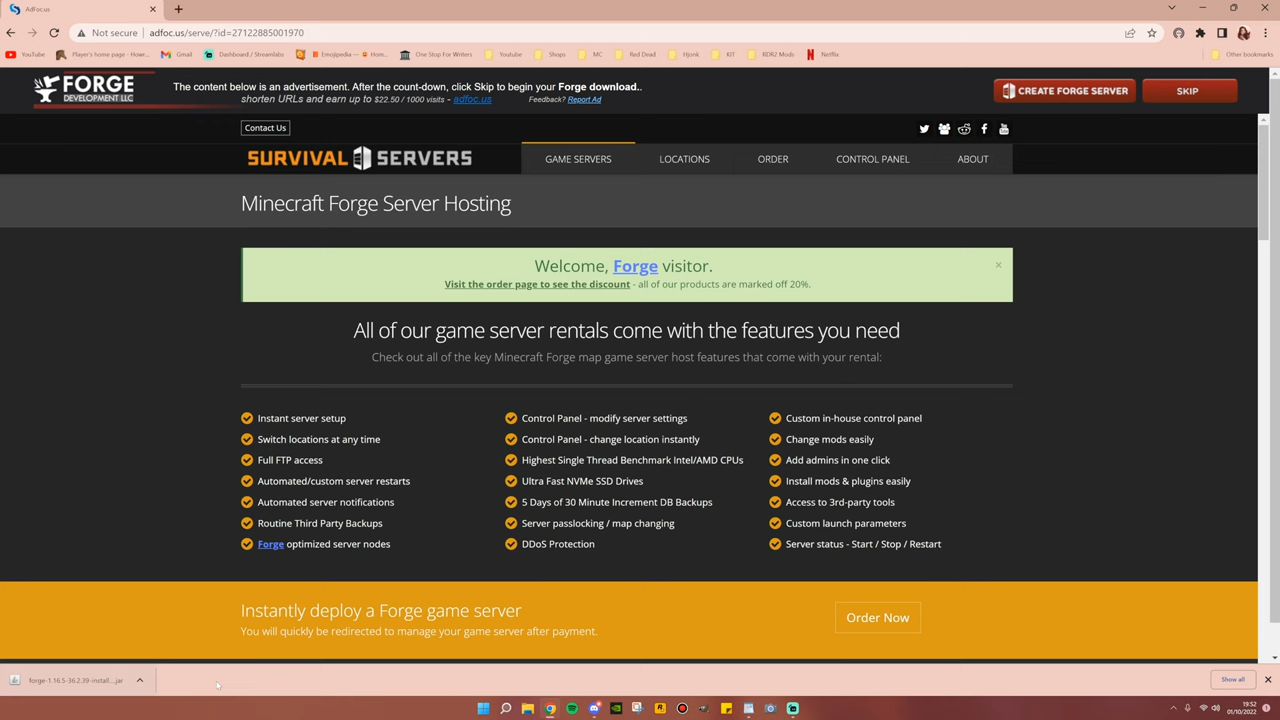 AdFoc.us
Not secure adfoc.us/serve/?id=27122885001970
YouTube Player's home page - Howr... Gmail Dashboard / Streamlabs Emojipedia — Hom... One Stop For Writers Youtube Shops MC Red Dead Hjonk KIT RDR2 Mods Netflix Other bookmarks
FORGE
DEVELOPMENT LLC
The content below is an advertisement. After the count-down, click Skip to begin your Forge download..
shorten URLs and earn up to $22.50 / 1000 visits - adfoc.us Feedback? Report Ad
CREATE FORGE SERVER
SKIP
Contact Us
SURVIVAL SERVERS
GAME SERVERS LOCATIONS ORDER CONTROL PANEL ABOUT
Minecraft Forge Server Hosting
Welcome, Forge visitor.
×
Visit the order page to see the discount - all of our products are marked off 20%.
All of our game server rentals come with the features you need
Check out all of the key Minecraft Forge map game server host features that come with your rental:
Instant server setup
Switch locations at any time
Full FTP access
Automated/custom server restarts
Automated server notifications
Routine Third Party Backups
Forge optimized server nodes
Control Panel - modify server settings
Control Panel - change location instantly
Highest Single Thread Benchmark Intel/AMD CPUs
Ultra Fast NVMe SSD Drives
5 Days of 30 Minute Increment DB Backups
Server passlocking / map changing
DDoS Protection
Custom in-house control panel
Change mods easily
Add admins in one click
Install mods & plugins easily
Access to 3rd-party tools
Custom launch parameters
Server status - Start / Stop / Restart
Instantly deploy a Forge game server
You will quickly be redirected to manage your game server after payment.
Order Now
forge-1.16.5-36.2.39-install....jar
Show all
19:52
01/10/2022